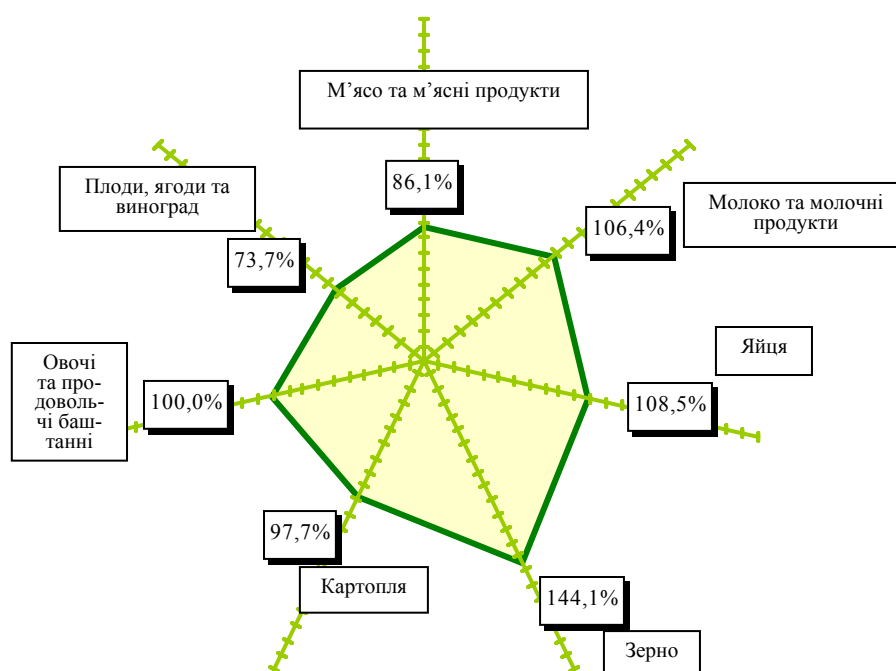 М’ясо та м’ясні продукти
86,1%
Плоди, ягоди та
виноград
73,7%
Молоко та молочні
продукти
106,4%
Яйця
108,5%
Овочі
та про-
доволь-
чі баш-
танні
100,0%
97,7%
Картопля
144,1%
Зерно